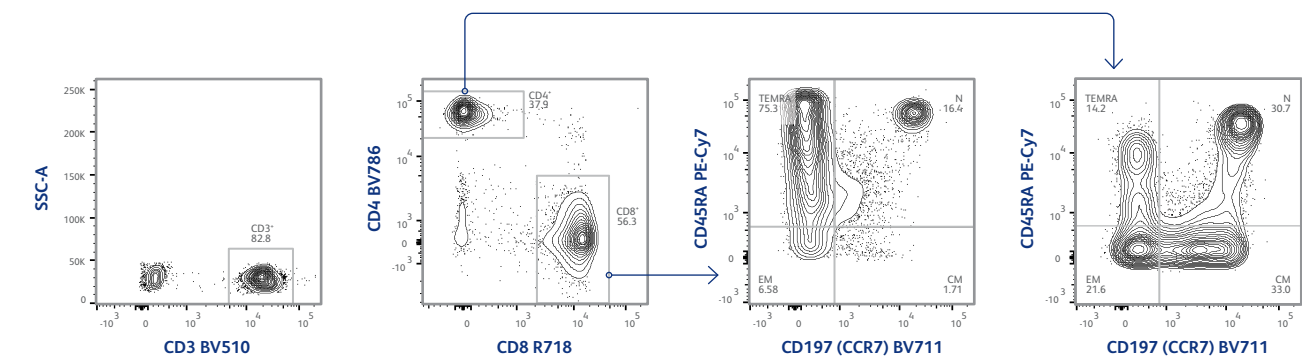 SSC-A
250K
200K
150K
100K
50K
0
CD3⁺
82.8
-10³
0
10³
10⁴
10⁵
CD3 BV510
CD4 BV786
10⁵
10⁴
10³
0
-10³
CD4⁺
37.9
CD8⁺
56.3
0
10³
10⁴
10⁵
CD8 R718
CD45RA PE-Cy7
10⁵
10⁴
10³
0
-10³
TEMRA
75.3
N
16.4
EM
6.58
CM
1.71
-10³
0
10³
10⁴
10⁵
CD197 (CCR7) BV711
CD45RA PE-Cy7
10⁵
10⁴
10³
0
-10³
TEMRA
14.2
N
30.7
EM
21.6
CM
33.0
-10³
0
10³
10⁴
10⁵
CD197 (CCR7) BV711